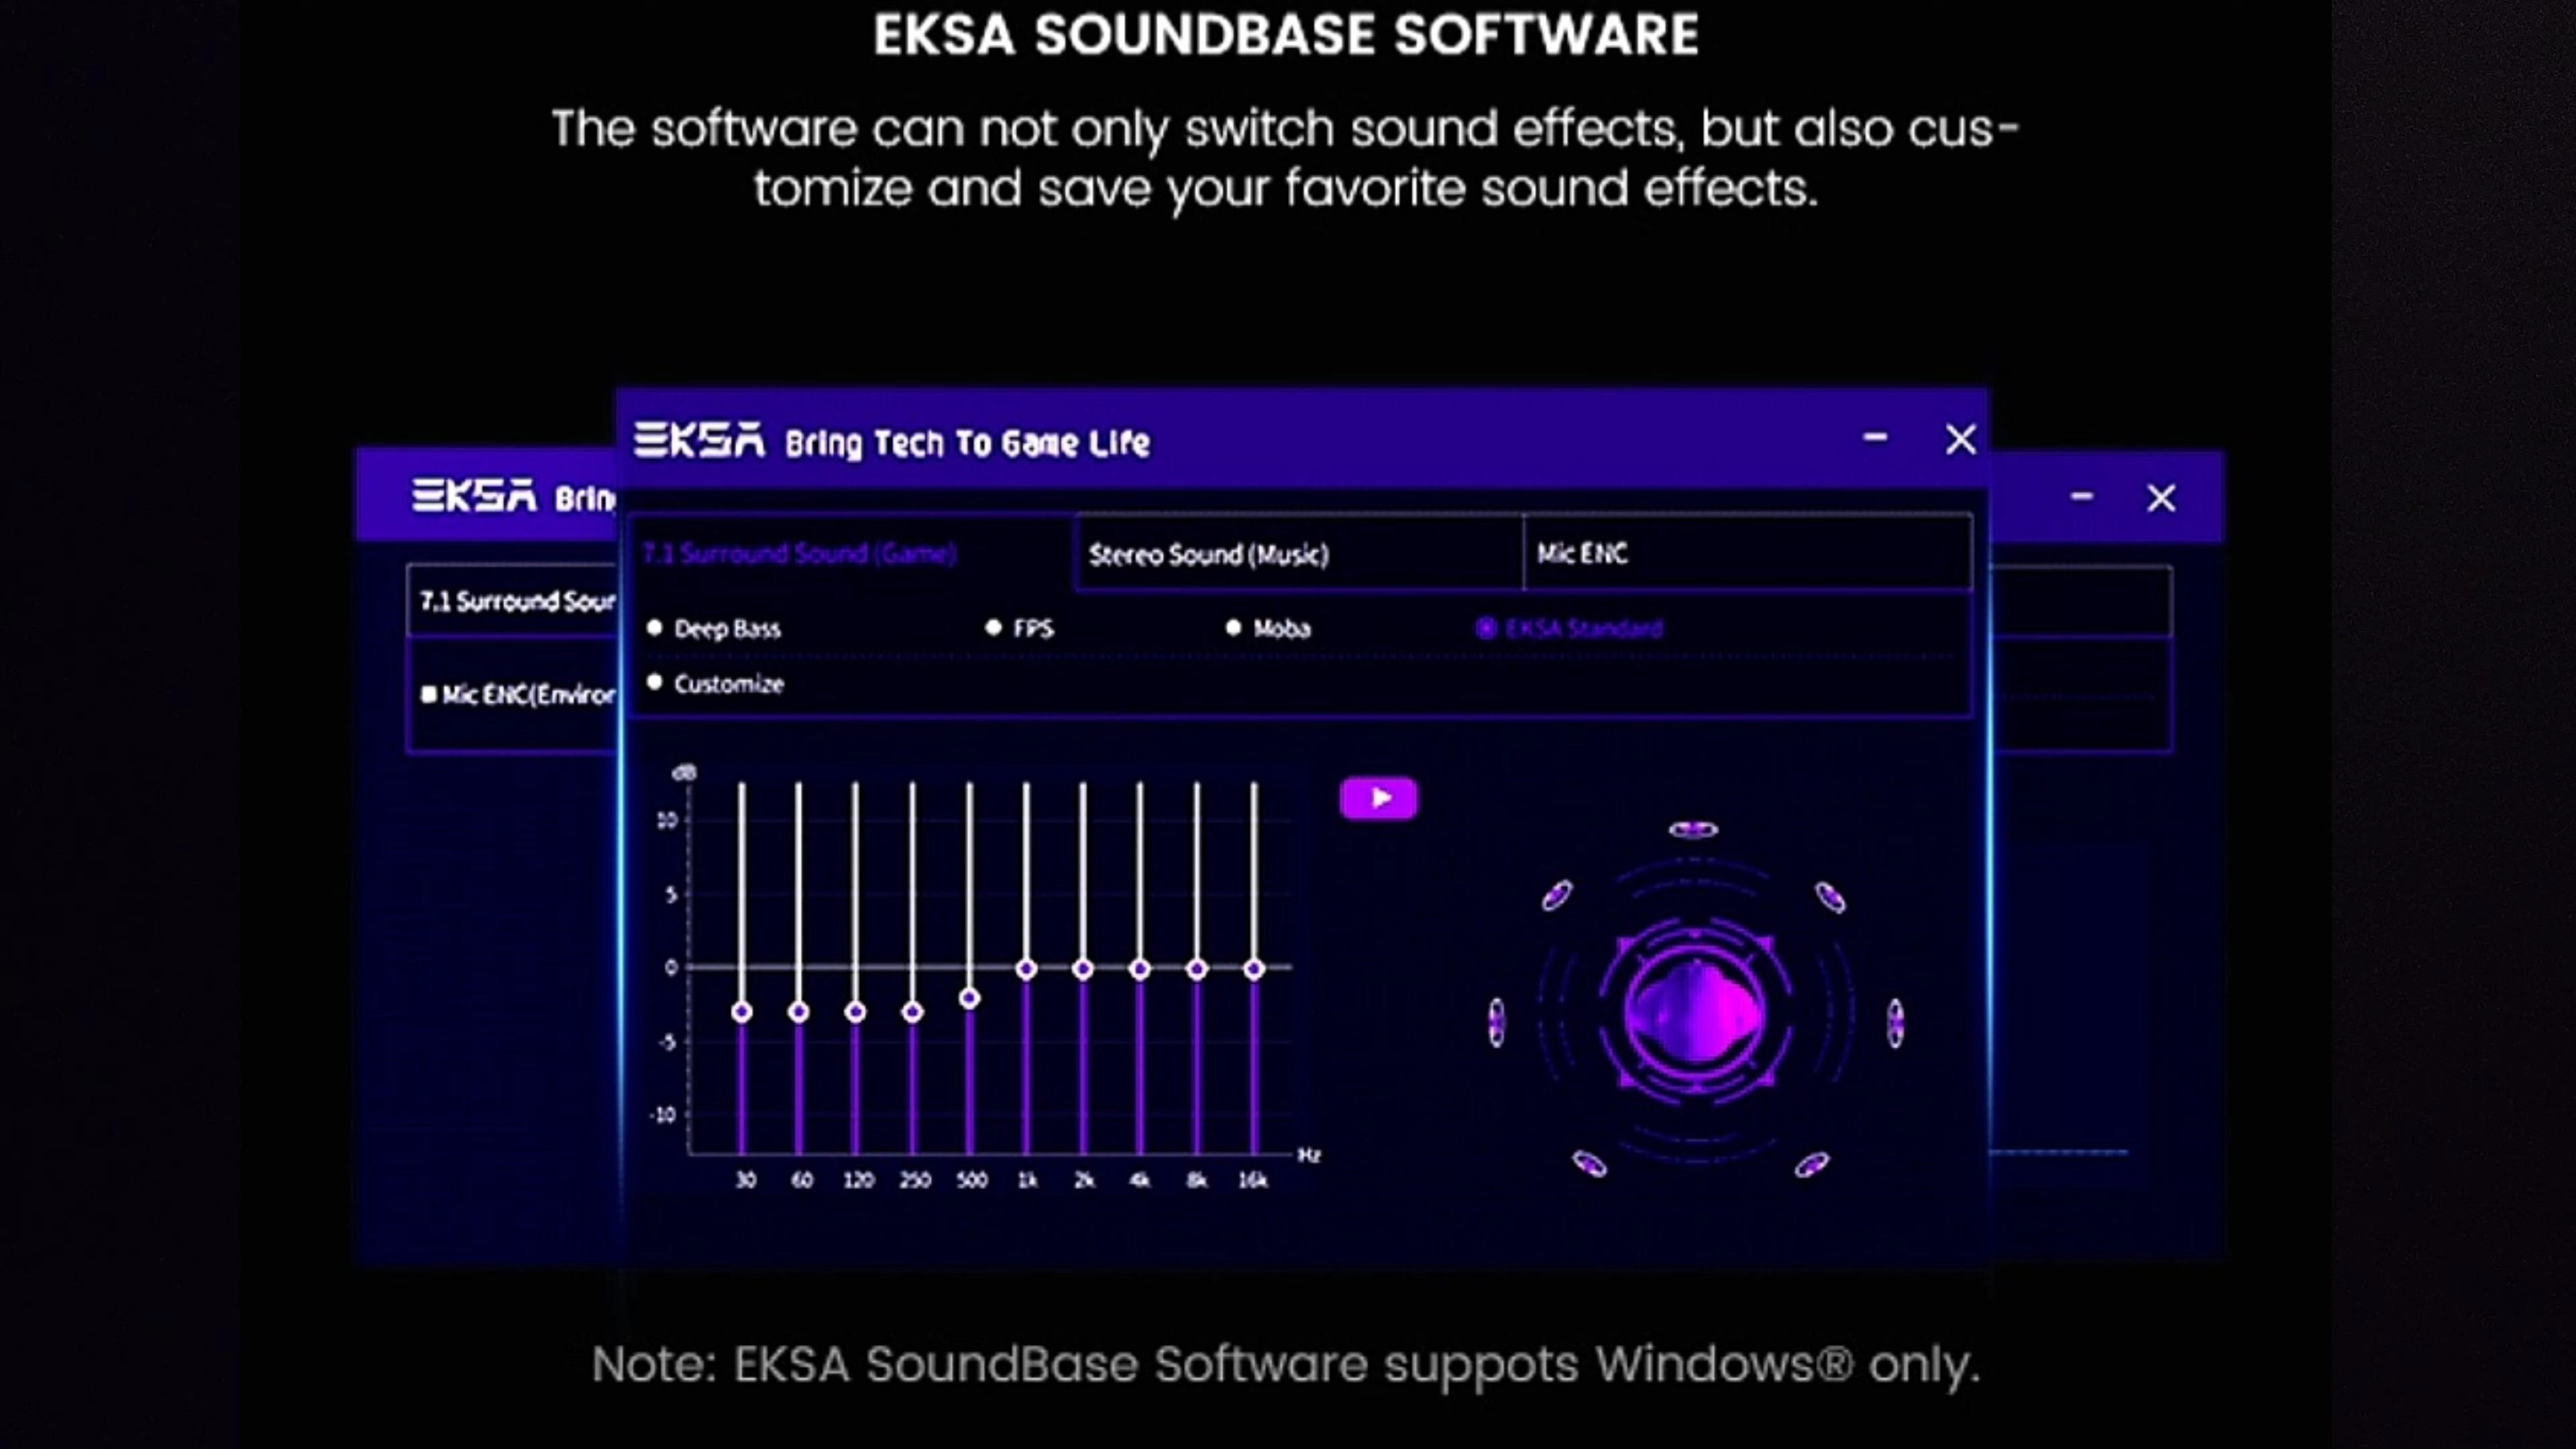 EKSA SOUNDBASE SOFTWARE
The software can not only switch sound effects, but also cus-
tomize and save your favorite sound effects.
EKSA Bring Tech To Game Life
EKSA Brin
7.1 Surround Sound (Game)
Stereo Sound (Music)
Mic ENC
7.1 Surround Sour
Deep Bass
FPS
Moba
EKSA Standard
Customize
Mic ENC(Environ
dB
10
5
0
-5
-10
Hz
30 60 120 250 500 1k 2k 4k 8k 16k
Note: EKSA SoundBase Software suppots Windows® only.